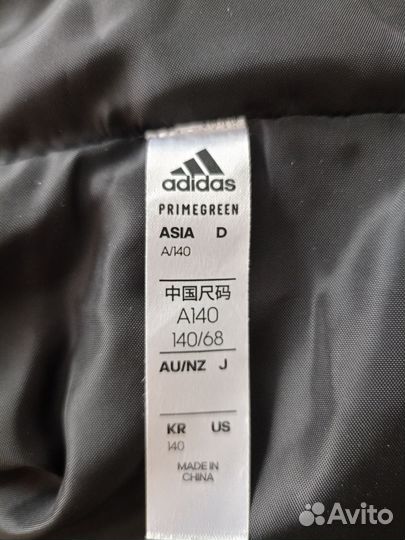 adidas
PRIMEGREEN
ASIA D
A/140
中国尺码
A140
140/68
AU/NZ J
KR US
140
MADE IN
CHINA
Avito